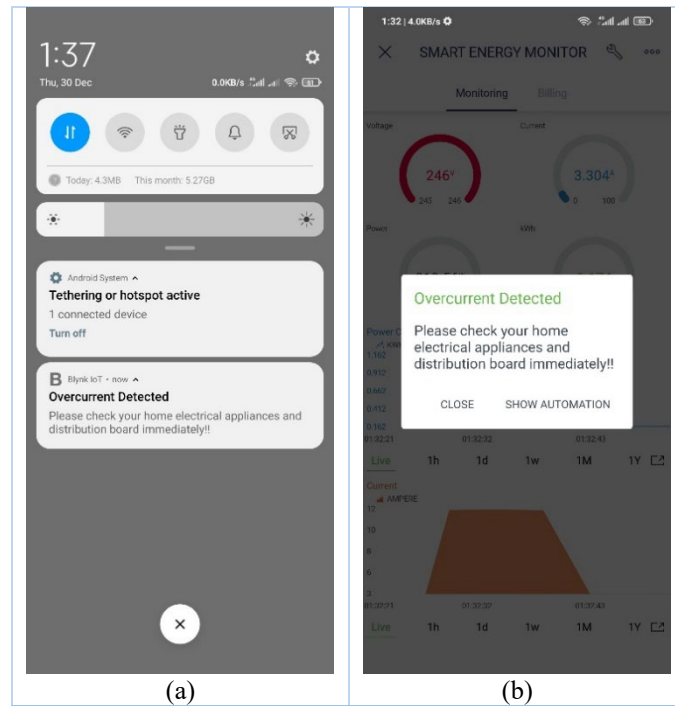 1:37
Thu, 30 Dec
0.0KB/s
Today: 4.3MB This month: 5.27GB
Android System
Tethering or hotspot active
1 connected device
Turn off
B Blynk IoT • now
Overcurrent Detected
Please check your home electrical appliances and
distribution board immediately!!
(a)
1:32 | 4.0KB/s
SMART ENERGY MONITOR
Monitoring Billing
Voltage Current
246V 3.304A
245 246 0 100
Power kWh
Overcurrent Detected
Please check your home
electrical appliances and
distribution board immediately!!
CLOSE SHOW AUTOMATION
Power C
1.162
0.912
0.662
0.412
0.162
01:32:21 01:32:32 01:32:43
Live 1h 1d 1w 1M 1Y
Current
AMPERE
12
10
8
6
3
01:32:21 01:32:32 01:32:43
Live 1h 1d 1w 1M 1Y
(b)